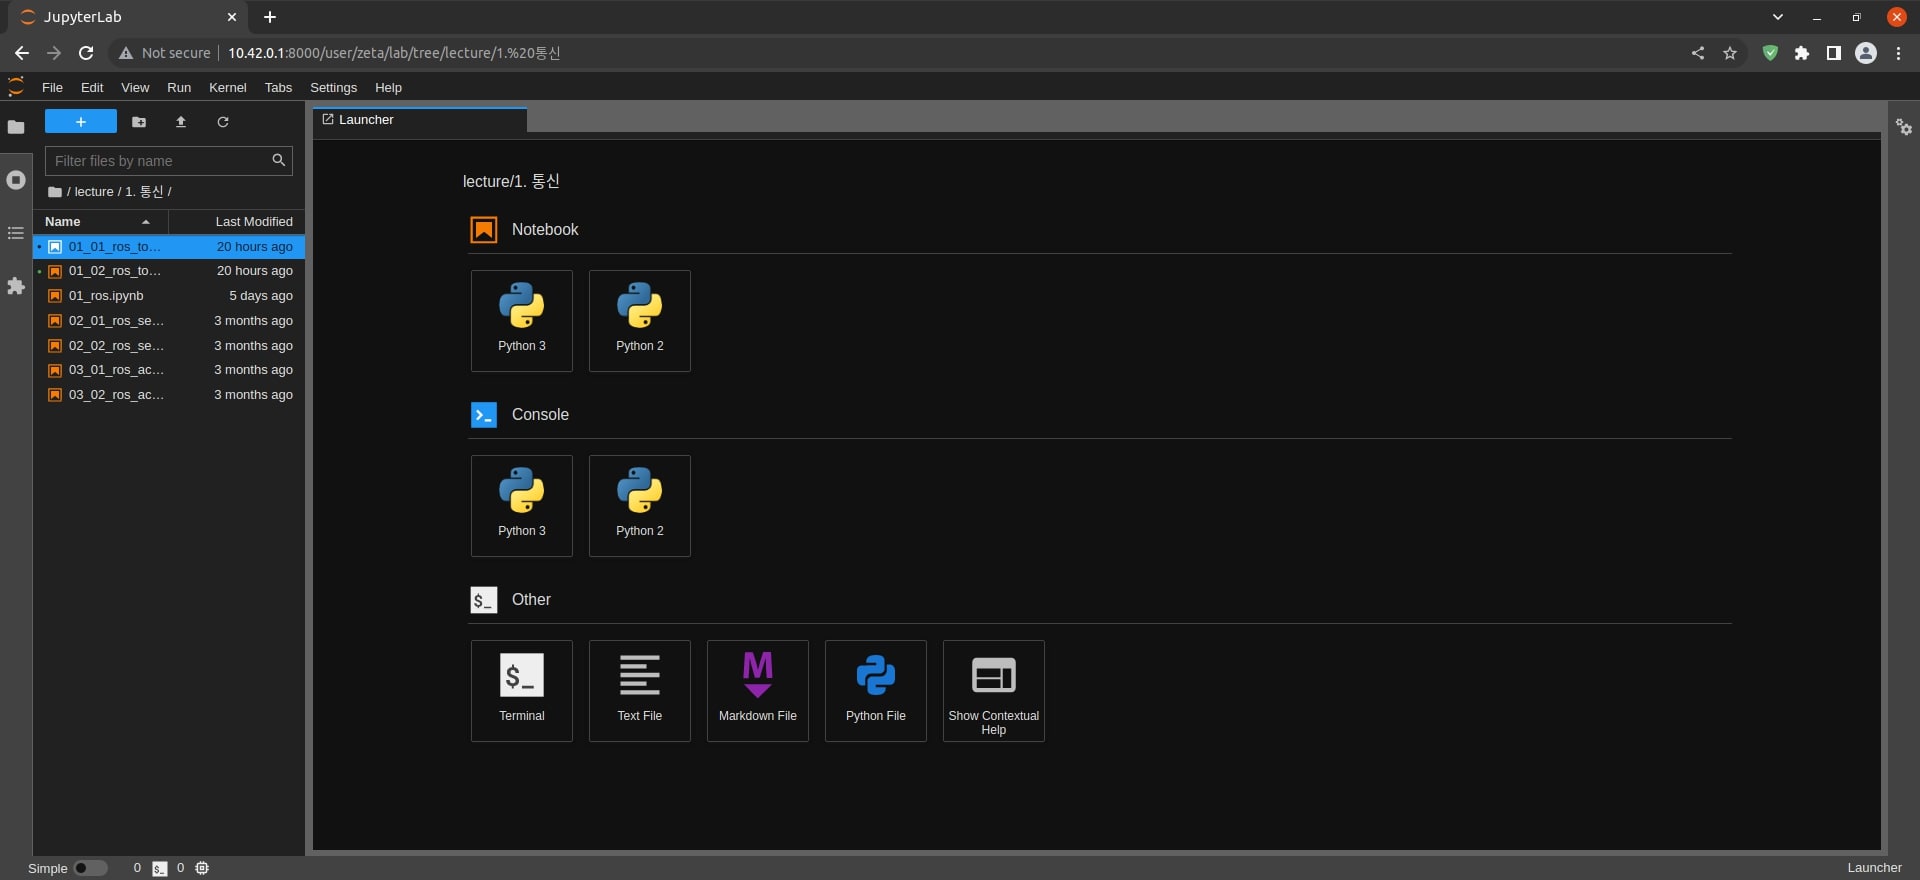 JupyterLab
Not secure 10.42.0.1:8000/user/zeta/lab/tree/lecture/1.%20통신
File Edit View Run Kernel Tabs Settings Help
Launcher
Filter files by name
/ lecture / 1. 통신 /
Name Last Modified
01_01_ros_to… 20 hours ago
01_02_ros_to… 20 hours ago
01_ros.ipynb 5 days ago
02_01_ros_se… 3 months ago
02_02_ros_se… 3 months ago
03_01_ros_ac… 3 months ago
03_02_ros_ac… 3 months ago
lecture/1. 통신
Notebook
Python 3 Python 2
Console
Python 3 Python 2
$_ Other
$_ M
Terminal Text File Markdown File Python File Show Contextual
Help
Simple 0 $_ 0 Launcher